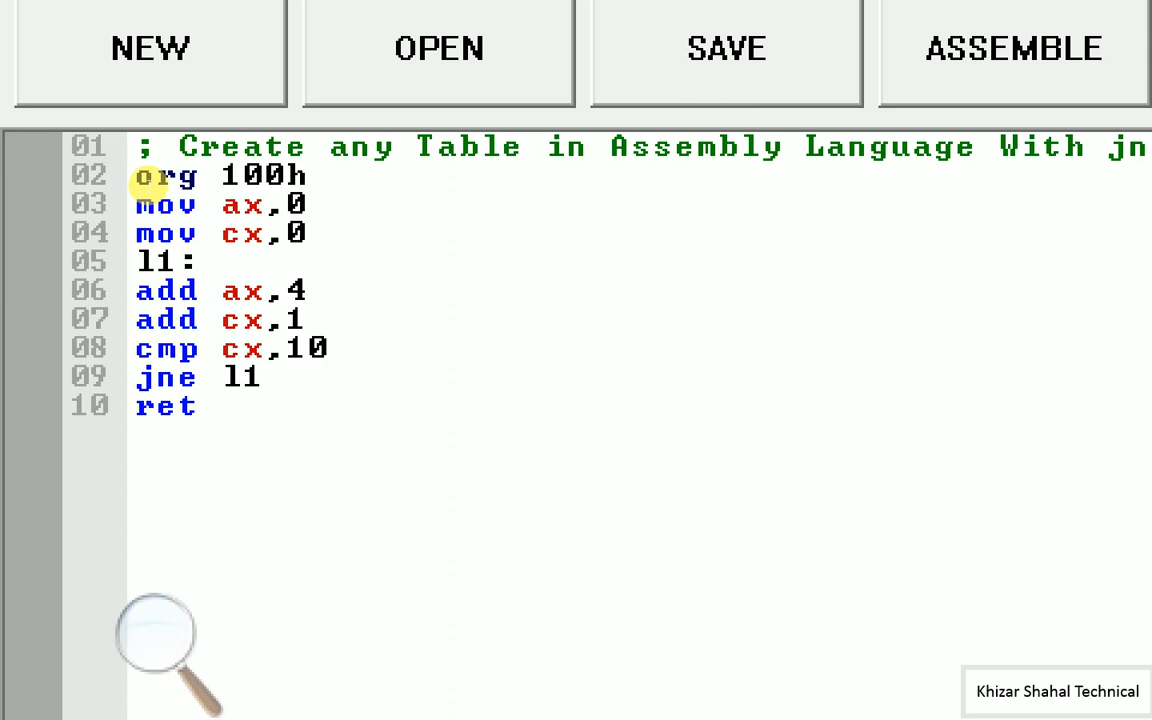 NEW OPEN SAVE ASSEMBLE
01 ; Create any Table in Assembly Language With jn
02 org 100h
03 mov ax,0
04 mov cx,0
05 l1:
06 add ax,4
07 add cx,1
08 cmp cx,10
09 jne l1
10 ret
Khizar Shahal Technical